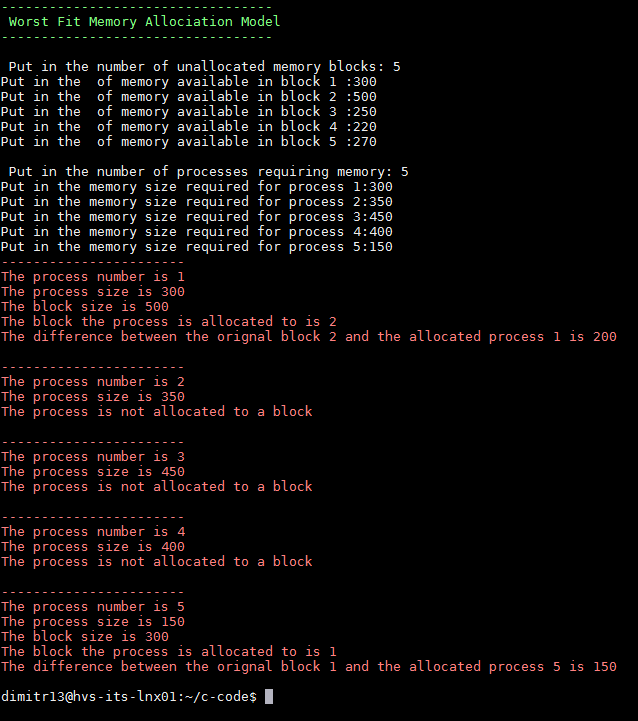 ----------------------------------
Worst Fit Memory Allociation Model
----------------------------------
Put in the number of unallocated memory blocks: 5
Put in the  of memory available in block 1 :300
Put in the  of memory available in block 2 :500
Put in the  of memory available in block 3 :250
Put in the  of memory available in block 4 :220
Put in the  of memory available in block 5 :270
Put in the number of processes requiring memory: 5
Put in the memory size required for process 1:300
Put in the memory size required for process 2:350
Put in the memory size required for process 3:450
Put in the memory size required for process 4:400
Put in the memory size required for process 5:150
-----------------------
The process number is 1
The process size is 300
The block size is 500
The block the process is allocated to is 2
The difference between the orignal block 2 and the allocated process 1 is 200
-----------------------
The process number is 2
The process size is 350
The process is not allocated to a block
-----------------------
The process number is 3
The process size is 450
The process is not allocated to a block
-----------------------
The process number is 4
The process size is 400
The process is not allocated to a block
-----------------------
The process number is 5
The process size is 150
The block size is 300
The block the process is allocated to is 1
The difference between the orignal block 1 and the allocated process 5 is 150
dimitr13@hvs-its-lnx01:~/c-code$